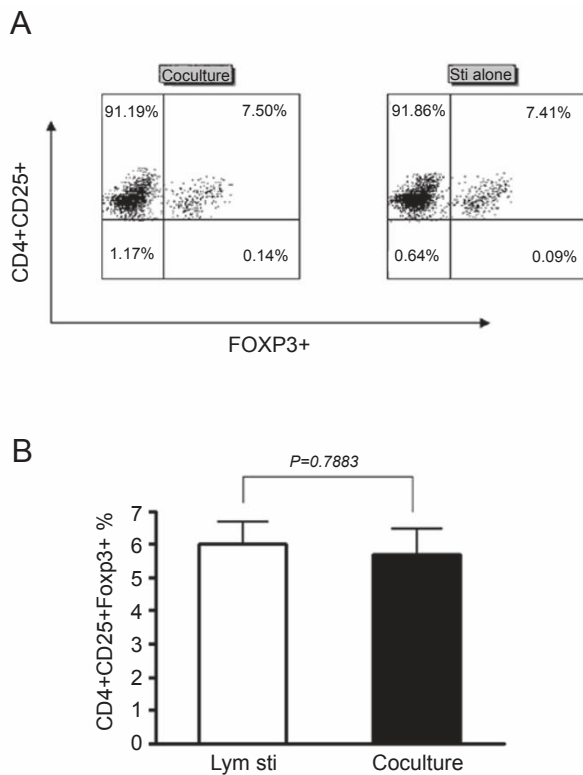 A
Coculture
Sti alone
91.19%
7.50%
91.86%
7.41%
CD4+CD25+
1.17%
0.14%
0.64%
0.09%
FOXP3+
B
P=0.7883
CD4+CD25+Foxp3+ %
7
6
5
4
3
2
1
0
Lym sti
Coculture